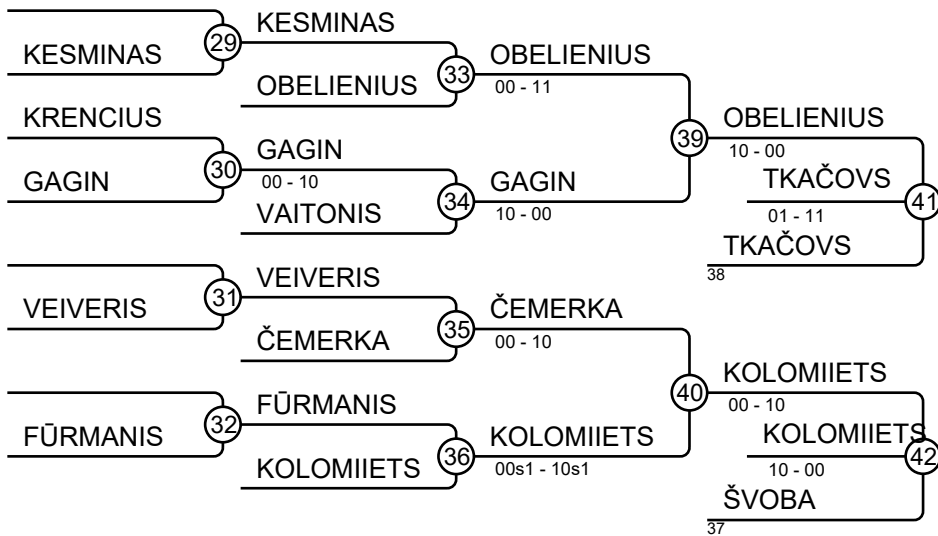 KESMINAS
KESMINAS 29 OBELIENIUS
OBELIENIUS 33 00 - 11
KRENCIUS 39 OBELIENIUS
GAGIN 10 - 00
GAGIN 30 00 - 10 GAGIN TKAČOVS
VAITONIS 34 10 - 00 01 - 11 41
TKAČOVS
38
VEIVERIS
VEIVERIS 31 ČEMERKA
ČEMERKA 35 00 - 10
40 KOLOMIIETS
FŪRMANIS 00 - 10
FŪRMANIS 32 KOLOMIIETS KOLOMIIETS
KOLOMIIETS 36 00s1 - 10s1 10 - 00 42
ŠVOBA
37